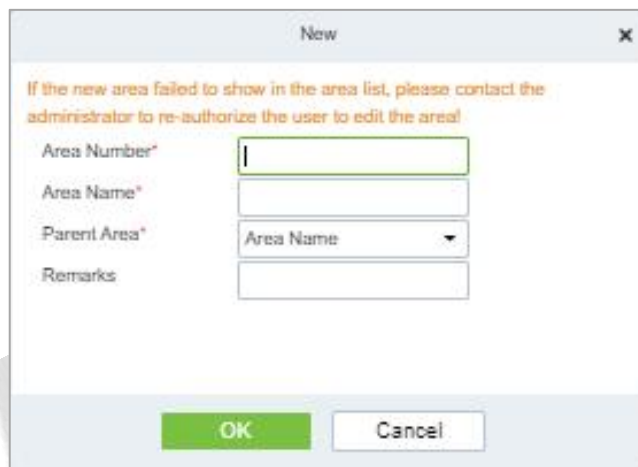 New
If the new area failed to show in the area list, please contact the
administrator to re-authorize the user to edit the area!
Area Number*
Area Name*
Parent Area* Area Name
Remarks
OK Cancel